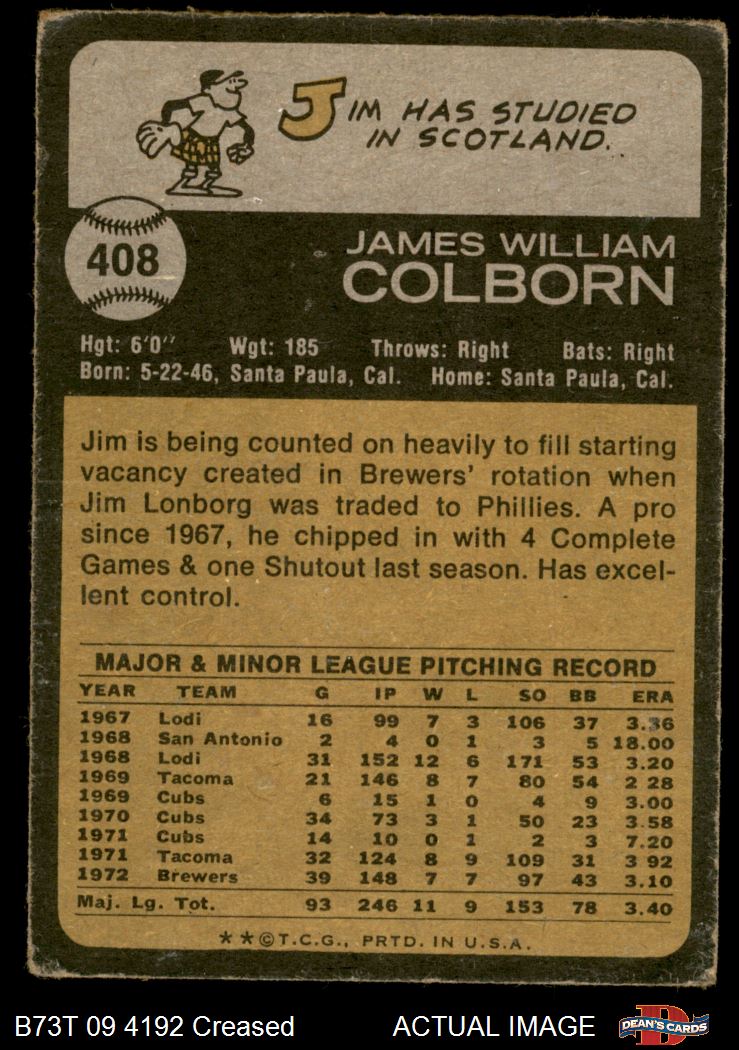 JIM HAS STUDIED
IN SCOTLAND.
408
JAMES WILLIAM
COLBORN
Hgt: 6'0" Wgt: 185 Throws: Right Bats: Right
Born: 5-22-46, Santa Paula, Cal. Home: Santa Paula, Cal.
Jim is being counted on heavily to fill starting
vacancy created in Brewers' rotation when
Jim Lonborg was traded to Phillies. A pro
since 1967, he chipped in with 4 Complete
Games & one Shutout last season. Has excel-
lent control.
MAJOR & MINOR LEAGUE PITCHING RECORD
YEAR TEAM G IP W L SO BB ERA
1967 Lodi 16 99 7 3 106 37 3.36
1968 San Antonio 2 4 0 1 3 5 18.00
1968 Lodi 31 152 12 6 171 53 3.20
1969 Tacoma 21 146 8 7 80 54 2 28
1969 Cubs 6 15 1 0 4 9 3.00
1970 Cubs 34 73 3 1 50 23 3.58
1971 Cubs 14 10 0 1 2 3 7.20
1971 Tacoma 32 124 8 9 109 31 3 92
1972 Brewers 39 148 7 7 97 43 3.10
Maj. Lg. Tot. 93 246 11 9 153 78 3.40
★★©T.C.G., PRTD. IN U.S.A.
B73T 09 4192 Creased ACTUAL IMAGE D DEAN'S CARDS